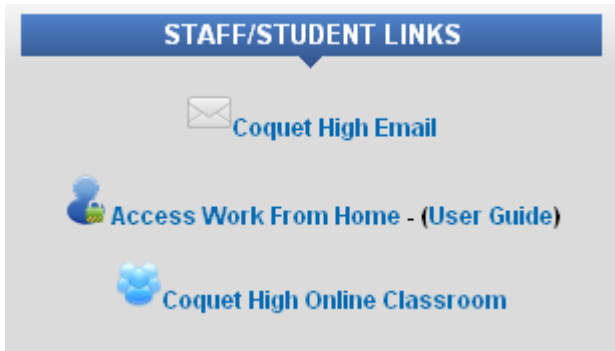 STAFF/STUDENT LINKS
Coquet High Email
Access Work From Home - (User Guide)
Coquet High Online Classroom